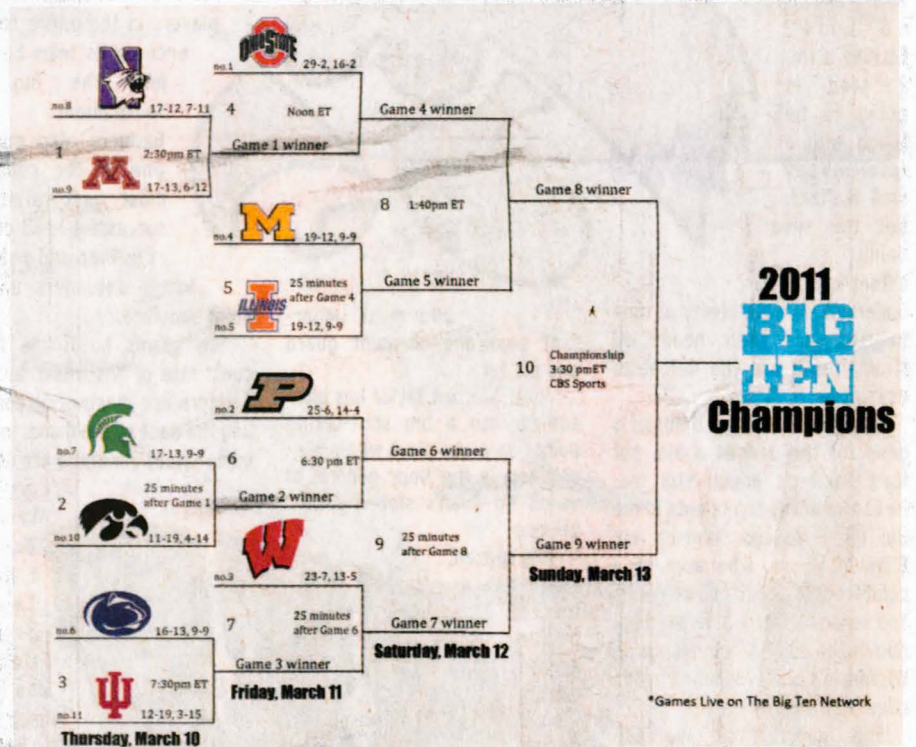 no.8 17-12, 7-11
1 2:30pm ET
no.9 17-13, 6-12
OHIO STATE
no.1 29-2, 16-2
4 Noon ET
Game 1 winner
no.4 19-12, 9-9
5 25 minutes
after Game 4
ILLINOIS
no.5 19-12, 9-9
no.2 25-6, 14-4
no.7 17-13, 9-9
6 6:30 pm ET
2 25 minutes
after Game 1
Game 2 winner
no.10 11-19, 4-14
no.3 23-7, 13-5
no.6 16-13, 9-9
7 25 minutes
after Game 6
3 7:30pm ET
Game 3 winner
no.11 12-19, 3-15
Thursday, March 10
Friday, March 11
Game 4 winner
8 1:40pm ET
Game 5 winner
Game 6 winner
9 25 minutes
after Game 8
Game 7 winner
Saturday, March 12
Game 8 winner
10 Championship
3:30 pmET
CBS Sports
Game 9 winner
Sunday, March 13
2011
B1G
TEN
Champions
*Games Live on The Big Ten Network